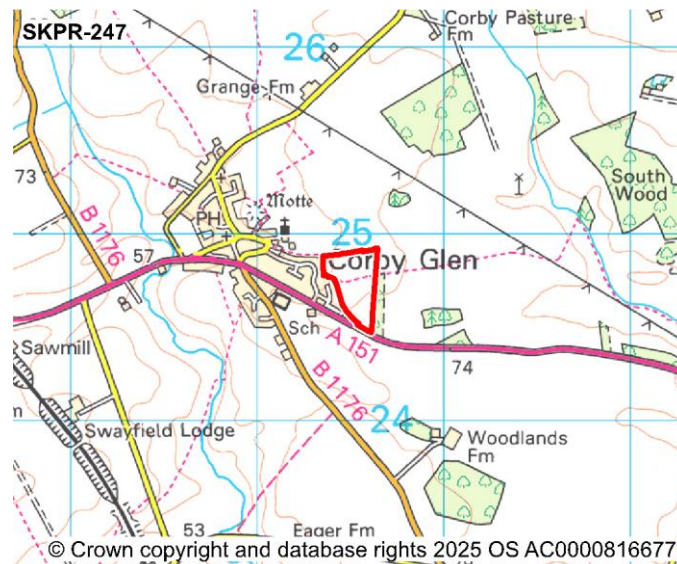 SKPR-247
26
Corby Pasture
Fm
Grange Fm
73
South
Wood
B 1176
PH
Motte
25
57
Corby Glen
Sch
A 151
Sawmill
74
B 1176
24
Swayfield Lodge
Woodlands
Fm
53
Eager Fm
© Crown copyright and database rights 2025 OS AC0000816677